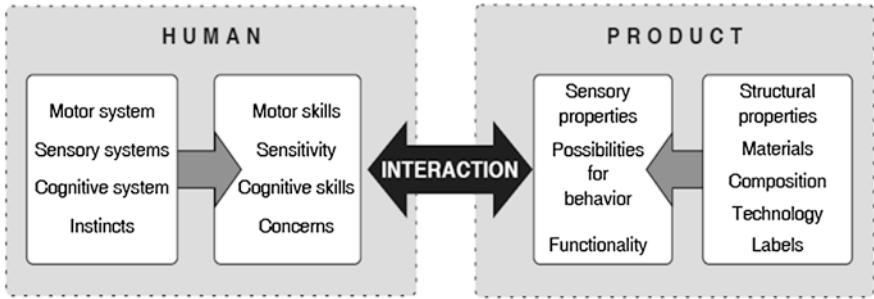 HUMAN
Motor system
Sensory systems
Cognitive system
Instincts
Motor skills
Sensitivity
Cognitive skills
Concerns
INTERACTION
PRODUCT
Sensory
properties
Possibilities
for
behavior
Functionality
Structural
properties
Materials
Composition
Technology
Labels